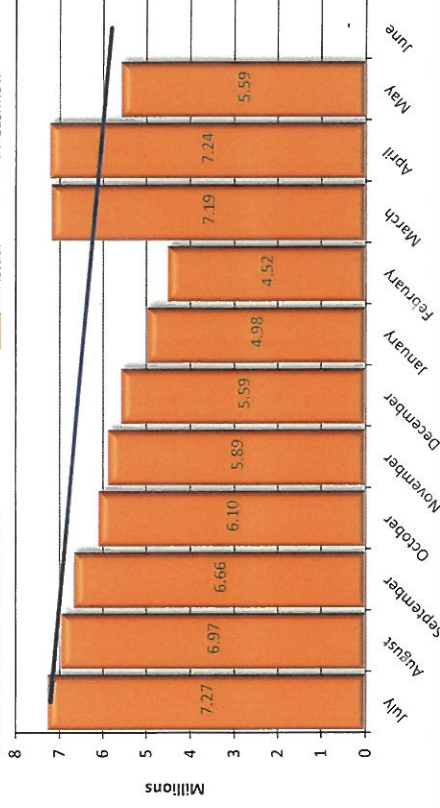 8
7
6
5
4
3
2
1
0
Millions
7.27
6.97
6.66
6.10
5.89
5.59
4.98
4.52
7.19
7.24
5.59
-
July
August
September
October
November
December
January
February
March
April
May
June